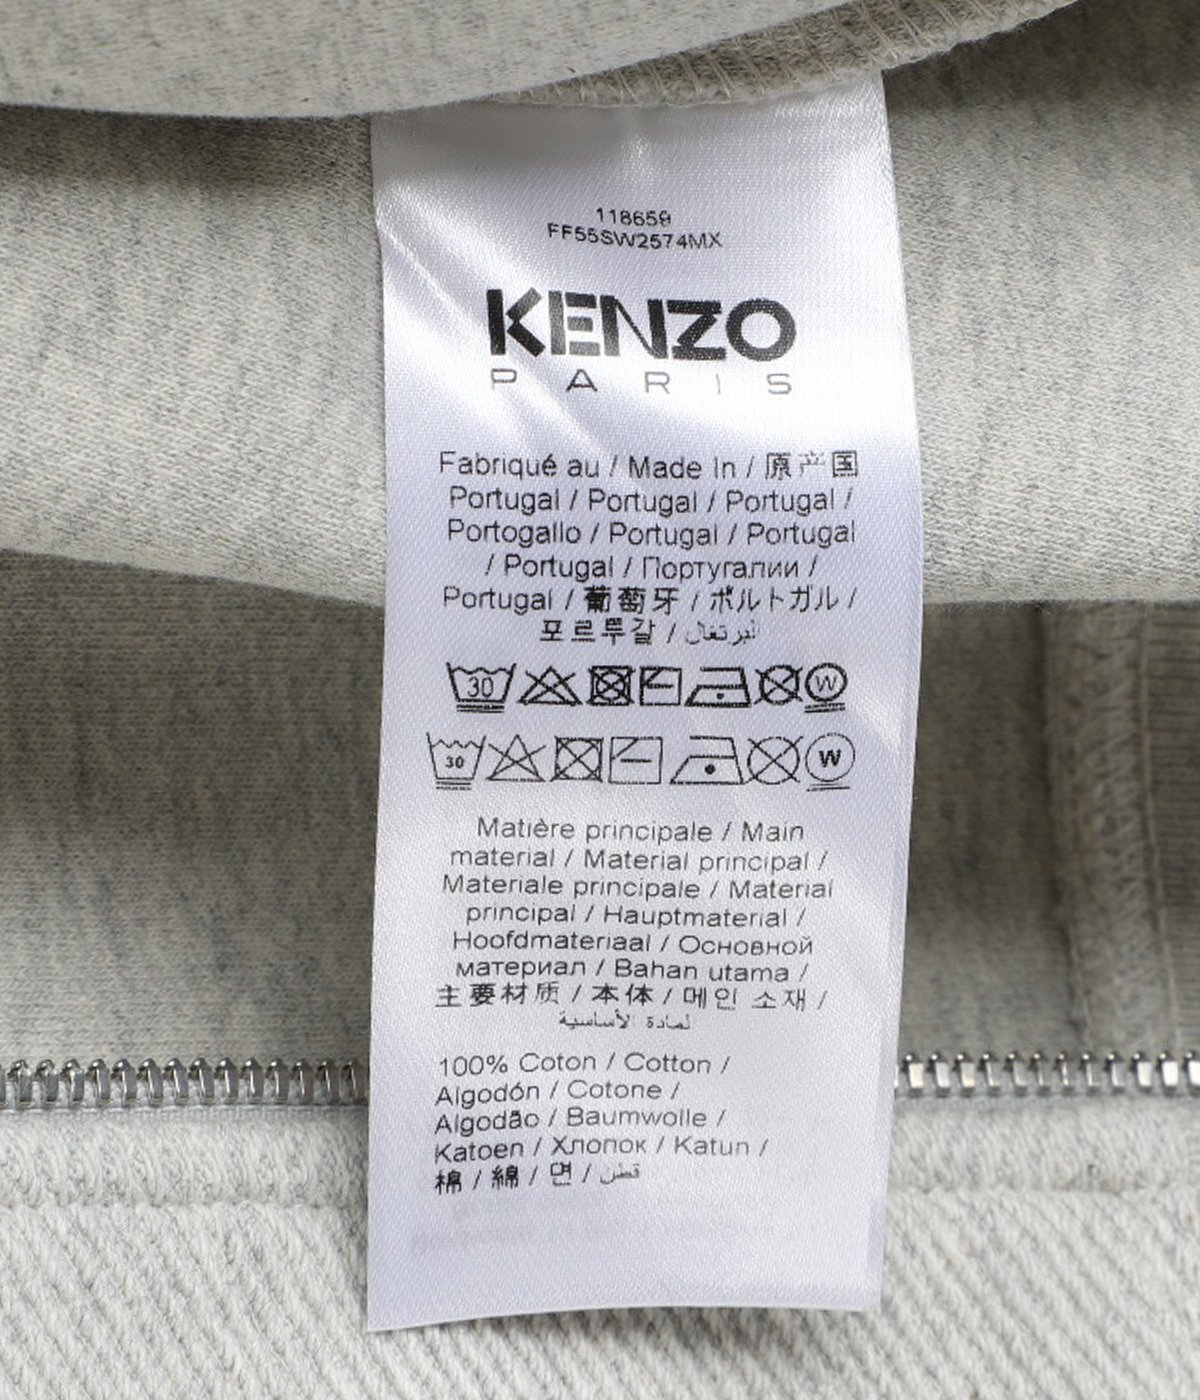 118659
FF55SW2574MX
KENZO
PARIS
Fabriqué au / Made In / 原产国
Portugal / Portugal / Portugal /
Portogallo / Portugal / Portugal
/ Portugal / Португалии /
Portugal / 葡萄牙 / ポルトガル /
포르투갈 / البرتغال
30 W
30 W
Matière principale / Main
material / Material principal /
Materiale principale / Material
principal / Hauptmaterial /
Hoofdmateriaal / Основной
материал / Bahan utama /
主要材质 / 本体 / 메인 소재 /
لمادة الأساسية
100% Coton / Cotton /
Algodón / Cotone /
Algodão / Baumwolle /
Katoen / Хлопок / Katun /
棉 / 綿 / 면 / قطن